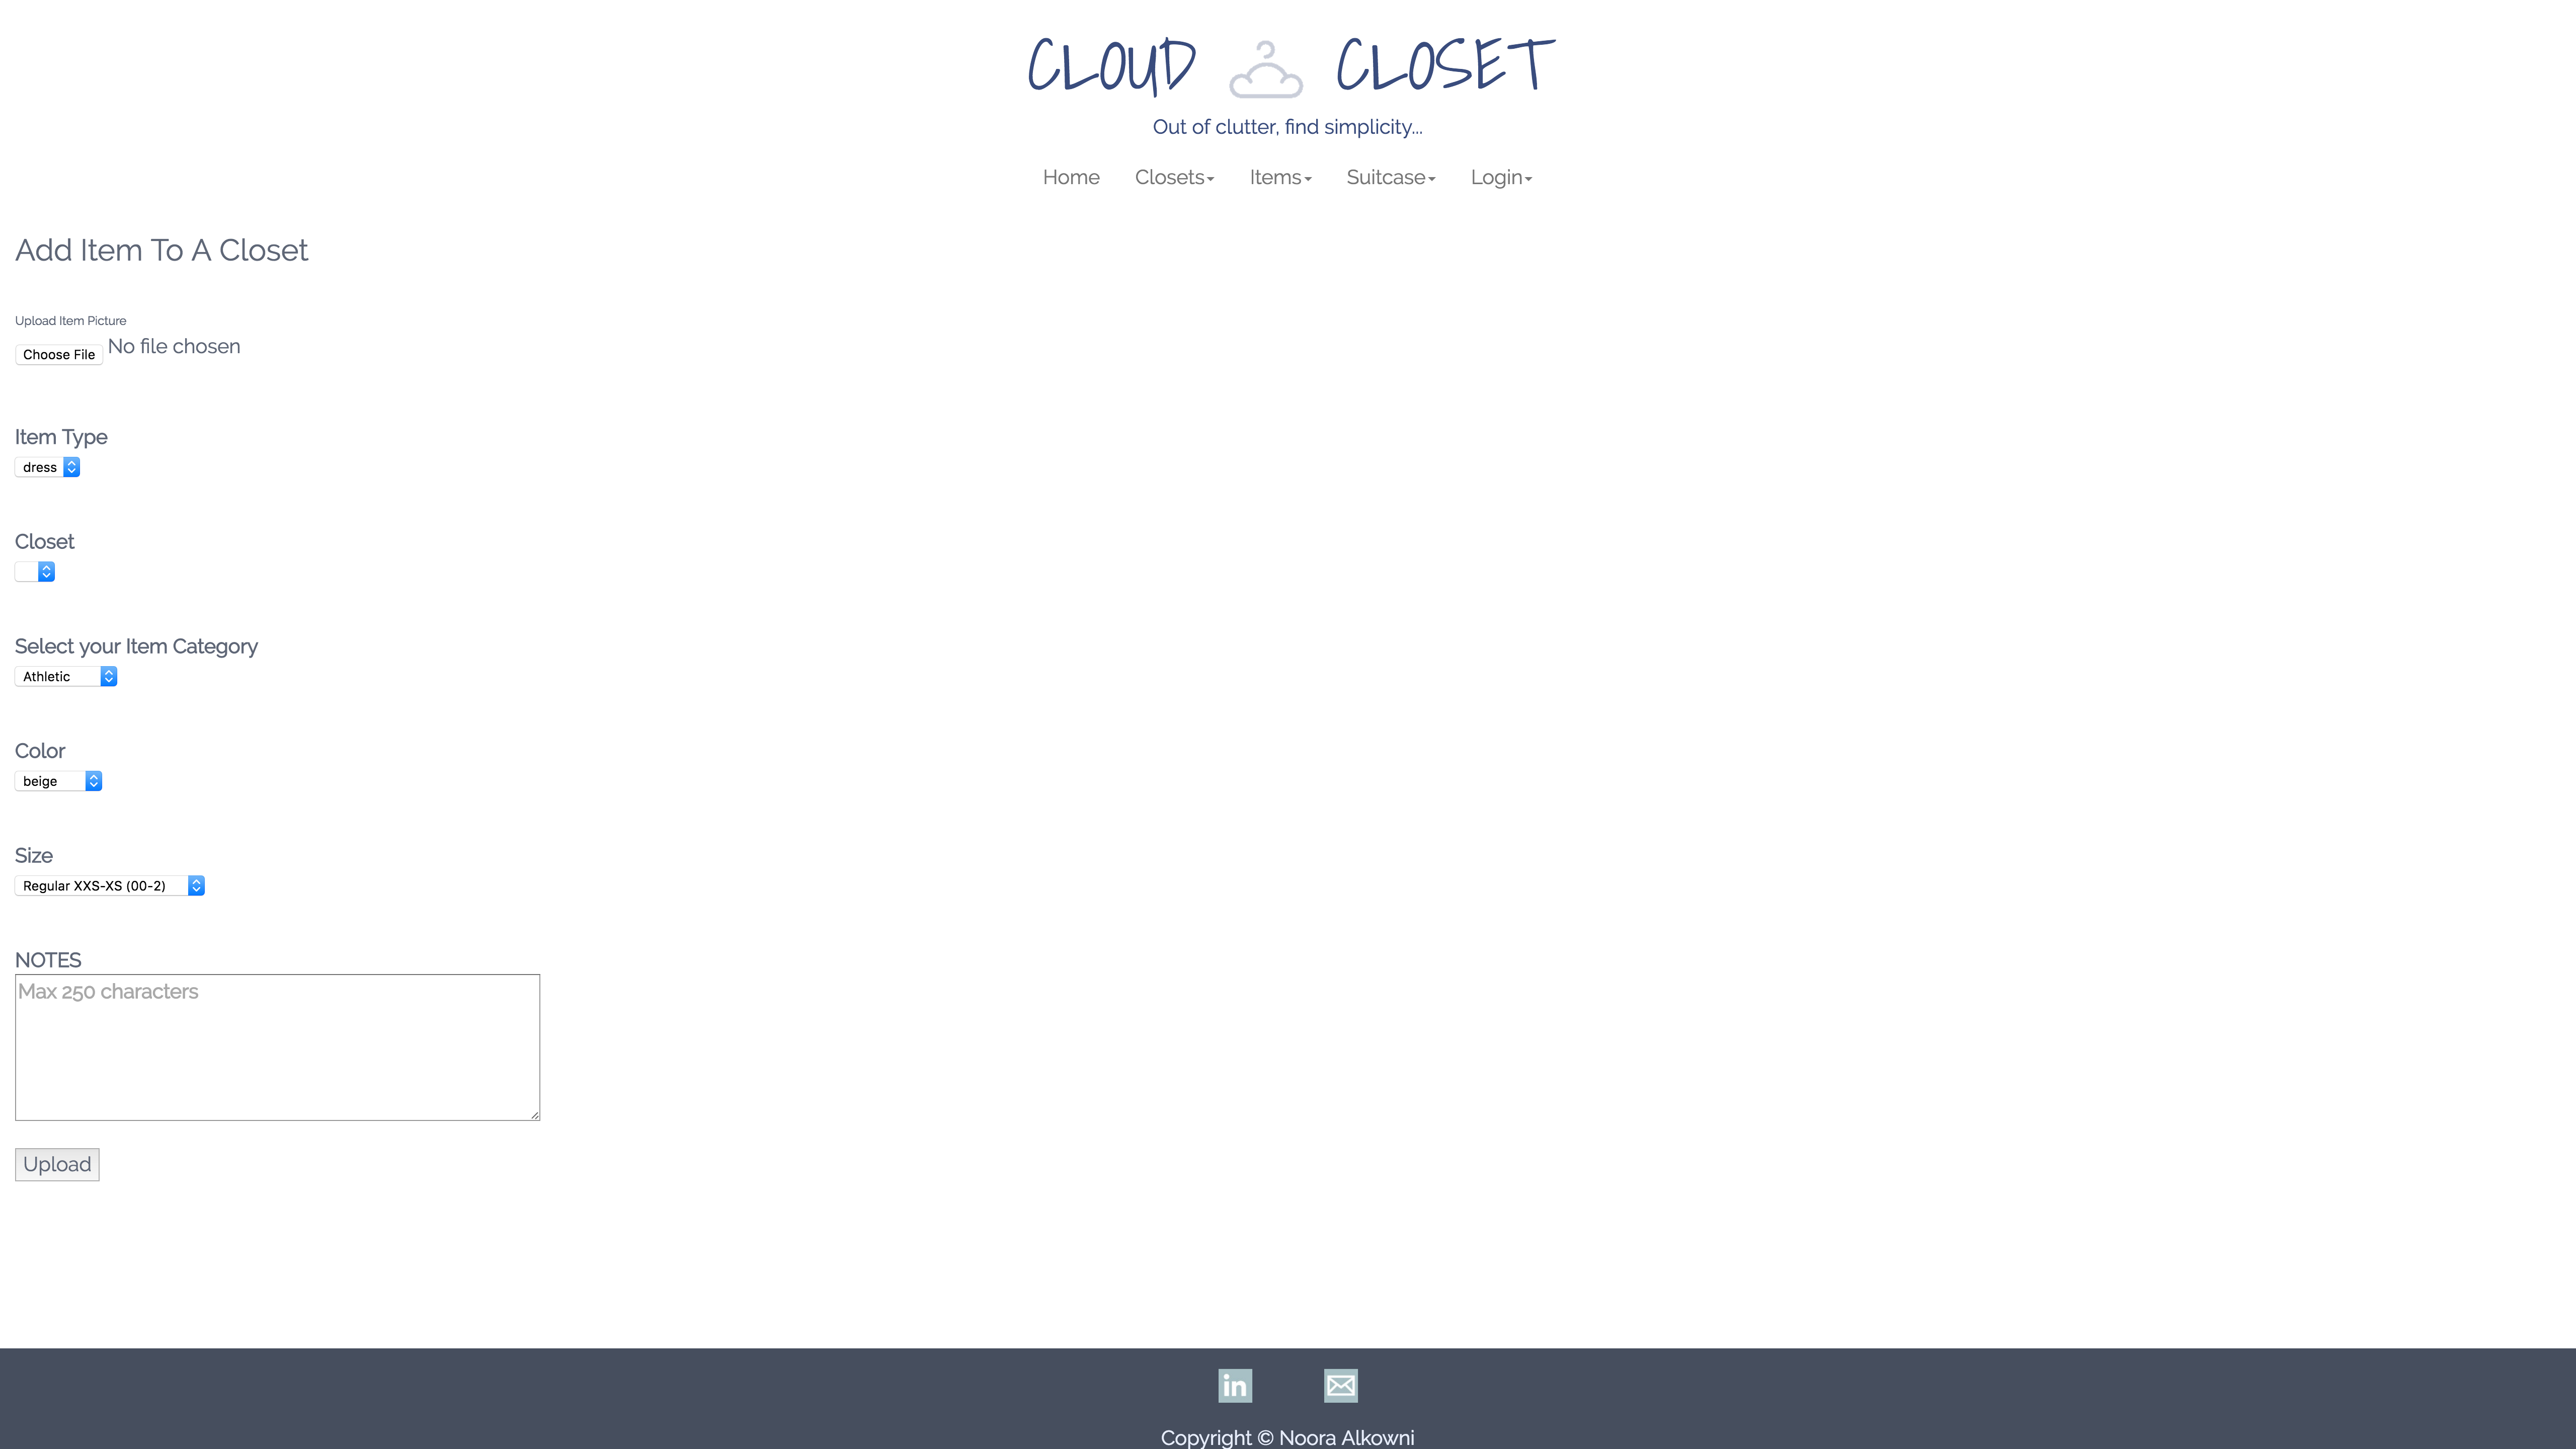 CLOUD CLOSET
Out of clutter, find simplicity...
Home Closets Items Suitcase Login
Add Item To A Closet
Upload Item Picture
Choose File No file chosen
Item Type
dress
Closet
Select your Item Category
Athletic
Color
beige
Size
Regular XXS-XS (00-2)
NOTES
Max 250 characters
Upload
in
Copyright © Noora Alkowni